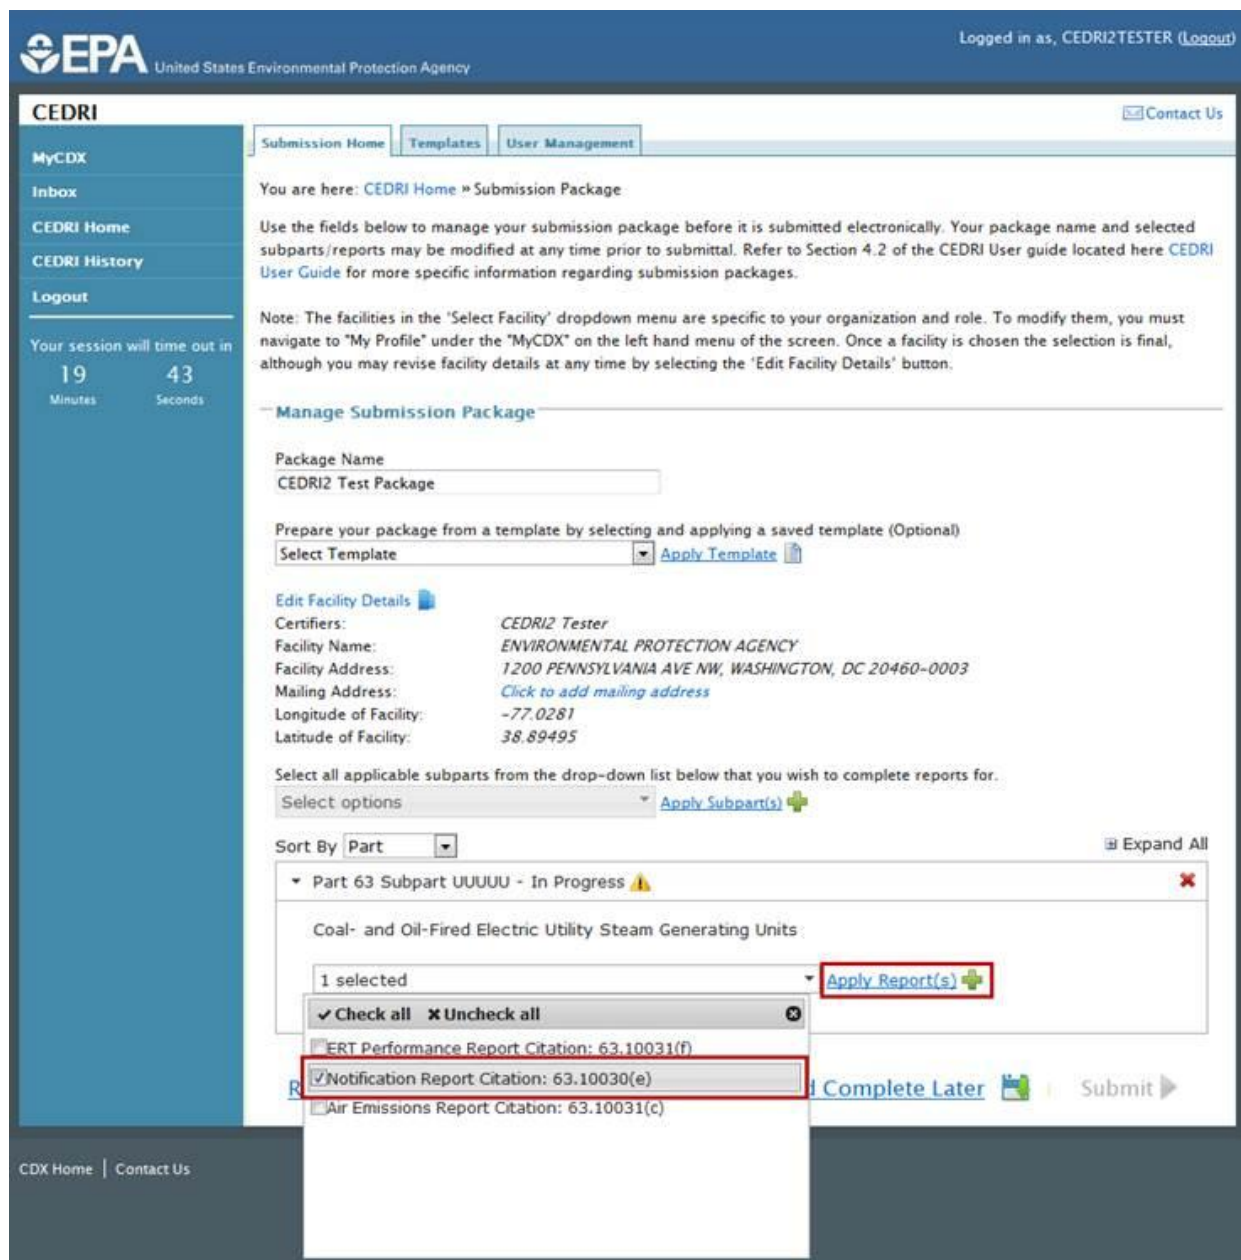 Logged in as, CEDRI2TESTER (Logout)
EPA United States Environmental Protection Agency
CEDRI
Contact Us
Submission Home Templates User Management
MyCDX
Inbox
CEDRI Home
CEDRI History
Logout
Your session will time out in
19 43
Minutes Seconds
You are here: CEDRI Home » Submission Package
Use the fields below to manage your submission package before it is submitted electronically. Your package name and selected
subparts/reports may be modified at any time prior to submittal. Refer to Section 4.2 of the CEDRI User guide located here CEDRI
User Guide for more specific information regarding submission packages.
Note: The facilities in the 'Select Facility' dropdown menu are specific to your organization and role. To modify them, you must
navigate to "My Profile" under the "MyCDX" on the left hand menu of the screen. Once a facility is chosen the selection is final,
although you may revise facility details at any time by selecting the 'Edit Facility Details' button.
Manage Submission Package
Package Name
CEDRI2 Test Package
Prepare your package from a template by selecting and applying a saved template (Optional)
Select Template Apply Template
Edit Facility Details
Certifiers: CEDRI2 Tester
Facility Name: ENVIRONMENTAL PROTECTION AGENCY
Facility Address: 1200 PENNSYLVANIA AVE NW, WASHINGTON, DC 20460-0003
Mailing Address: Click to add mailing address
Longitude of Facility: -77.0281
Latitude of Facility: 38.89495
Select all applicable subparts from the drop-down list below that you wish to complete reports for.
Select options Apply Subpart(s)
Sort By Part Expand All
Part 63 Subpart UUUUU - In Progress
Coal- and Oil-Fired Electric Utility Steam Generating Units
1 selected Apply Report(s)
Check all Uncheck all
ERT Performance Report Citation: 63.10031(f)
Notification Report Citation: 63.10030(e)
Air Emissions Report Citation: 63.10031(c)
Complete Later Submit
CDX Home | Contact Us